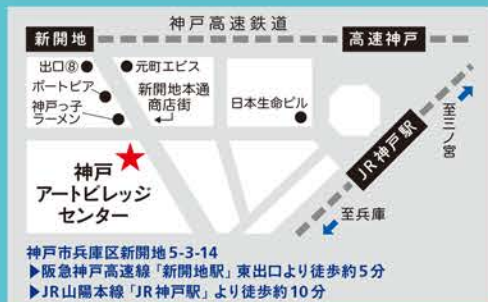 神戸高速鉄道
新開地
高速神戸
出口⑧
元町エビス
ポートピア
神戸っ子
ラーメン
新開地本通
商店街
日本生命ビル
至三ノ宮
JR神戸駅
至兵庫
神戸
アートビレッジ
センター
神戸市兵庫区新開地5-3-14
▶阪急神戸高速線「新開地駅」東出口より徒歩約5分
▶JR山陽本線「JR神戸駅」より徒歩約10分